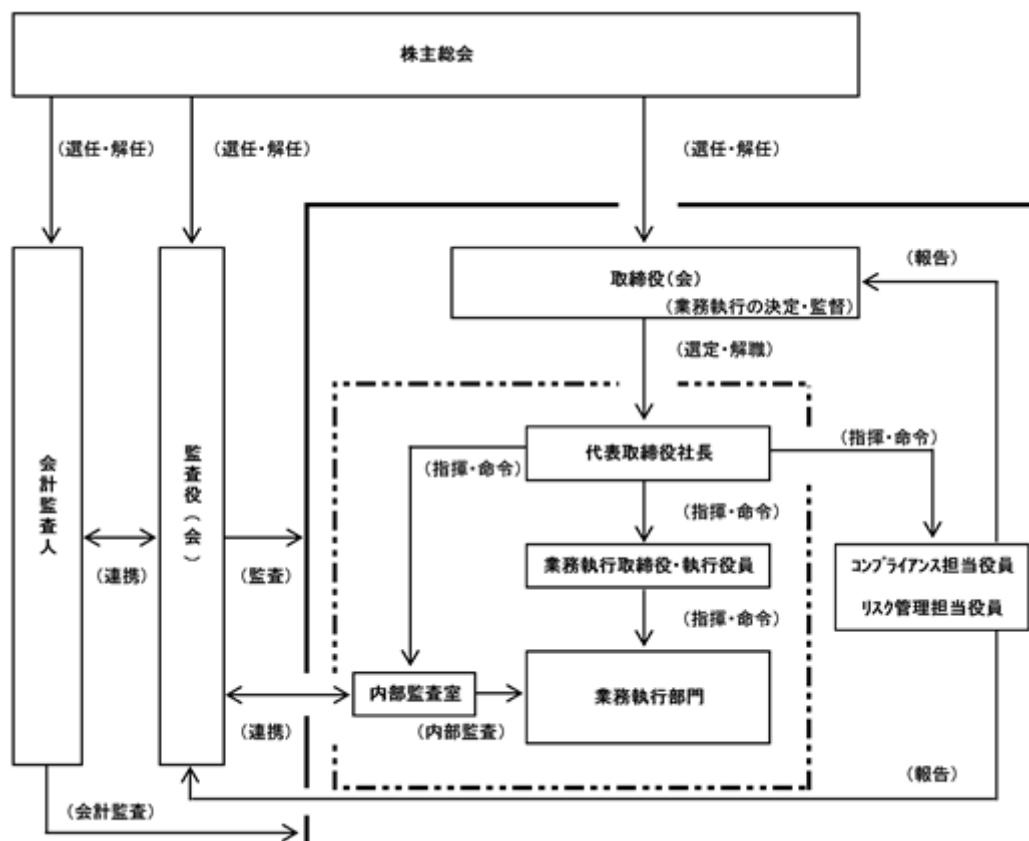 株主総会
(選任・解任)
(選任・解任)
(選任・解任)
取締役(会)
(業務執行の決定・監督)
(報告)
(選定・解職)
会計監査人
監査役(会)
代表取締役社長
(指揮・命令)
(指揮・命令)
(指揮・命令)
業務執行取締役・執行役員
コンプライアンス担当役員
リスク管理担当役員
(連携)
(監査)
(指揮・命令)
内部監査室
業務執行部門
(連携)
(内部監査)
(報告)
(会計監査)